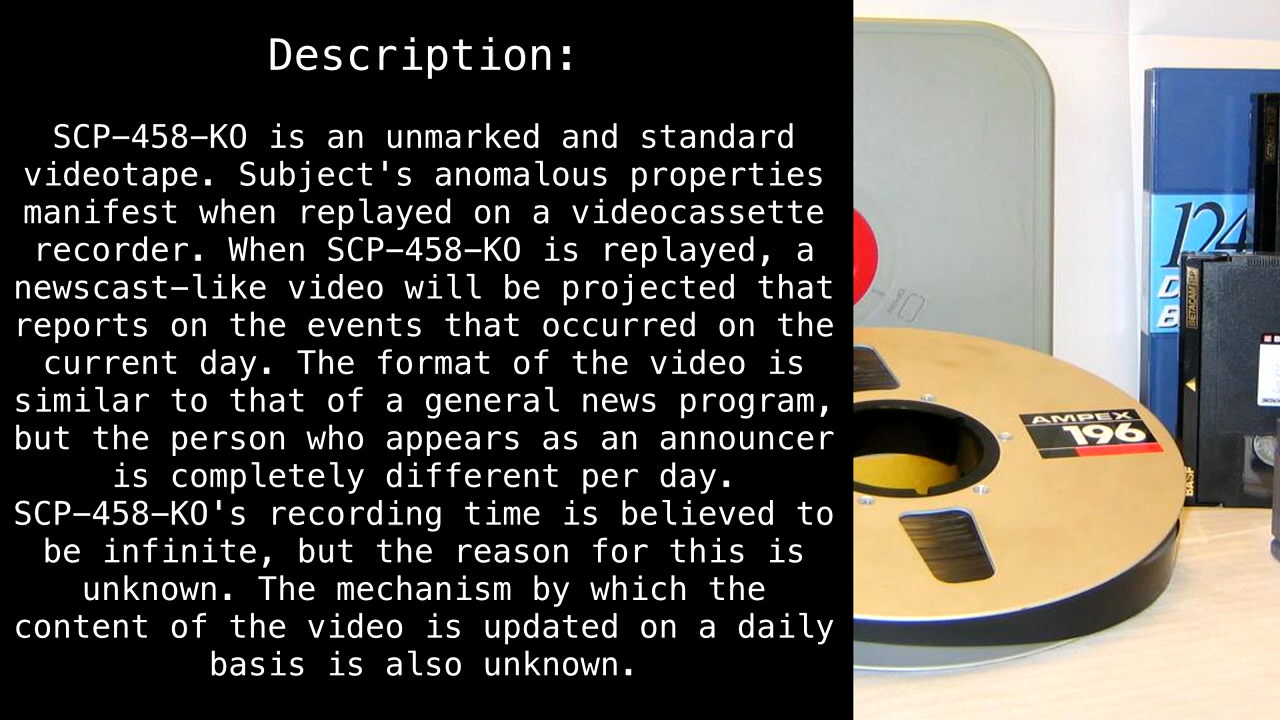 Description:
SCP-458-KO is an unmarked and standard
videotape. Subject's anomalous properties
manifest when replayed on a videocassette
recorder. When SCP-458-KO is replayed, a
newscast-like video will be projected that
reports on the events that occurred on the
current day. The format of the video is
similar to that of a general news program,
but the person who appears as an announcer
is completely different per day.
SCP-458-KO's recording time is believed to
be infinite, but the reason for this is
unknown. The mechanism by which the
content of the video is updated on a daily
basis is also unknown.
124
D
B
BETACAM SP
AMPEX
196
BASF